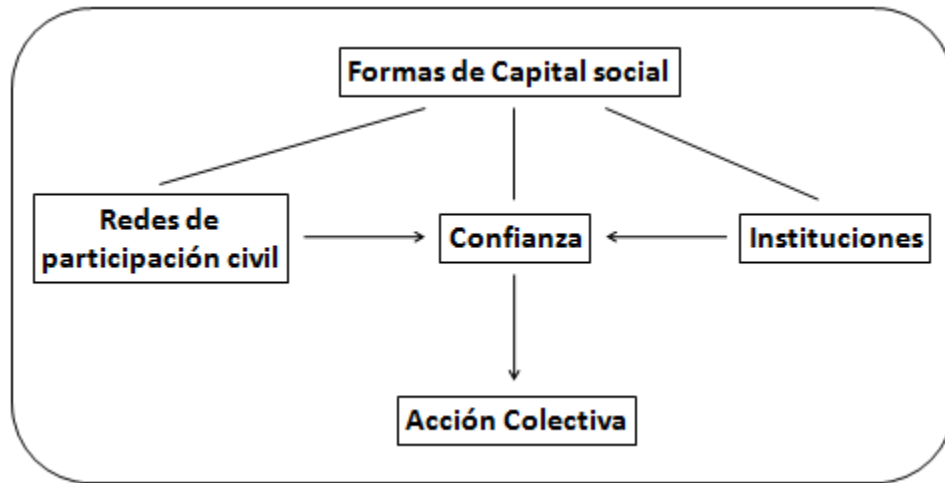 Formas de Capital social
Redes de
participación civil
Confianza
Instituciones
Acción Colectiva